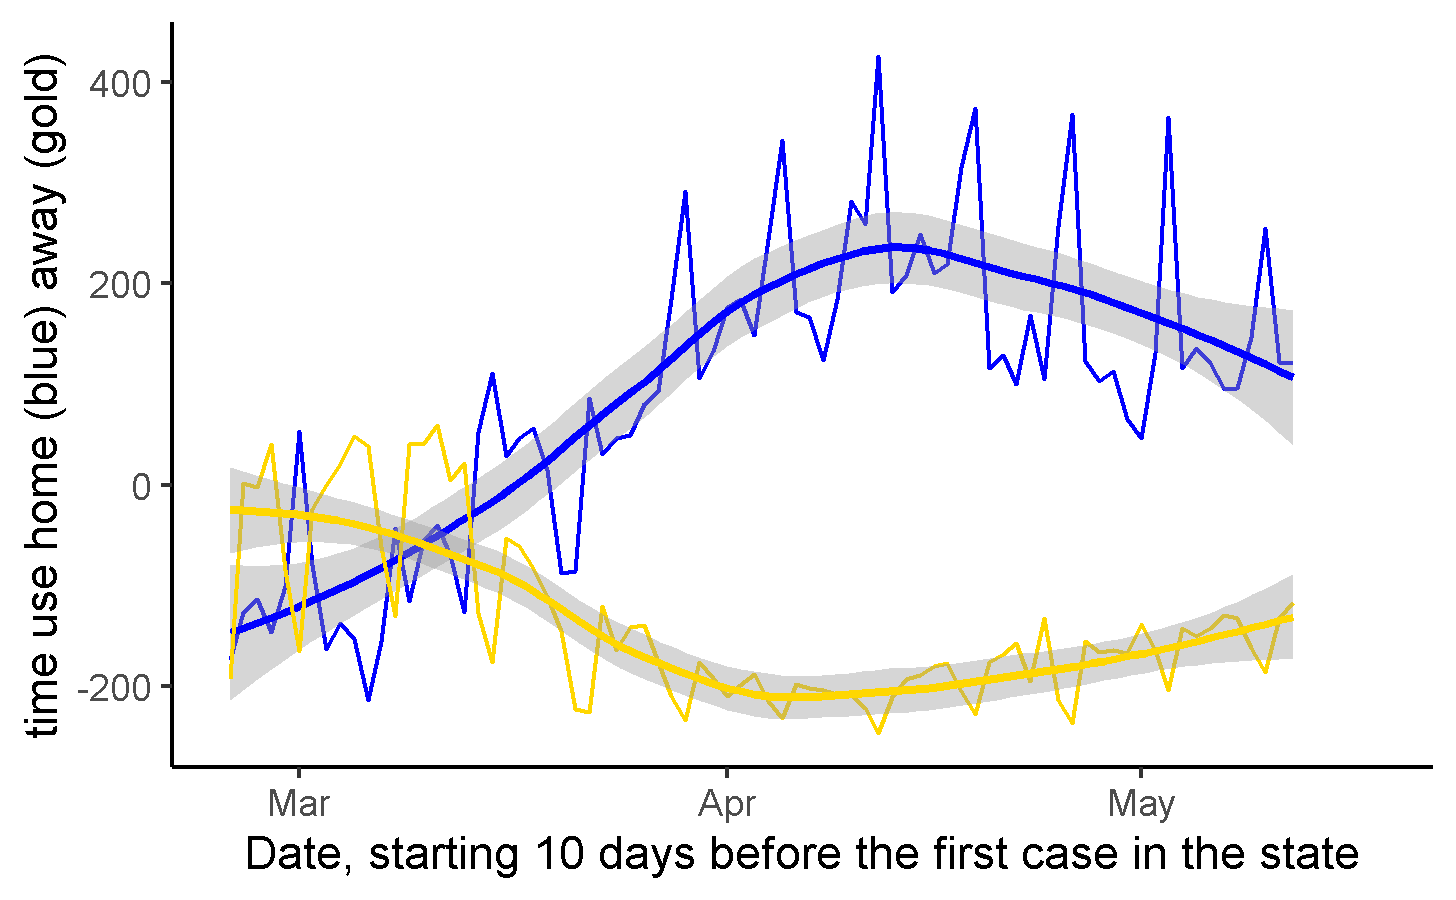 time use home (blue) away (gold)
400
200
0
-200
Mar
Apr
May
Date, starting 10 days before the first case in the state